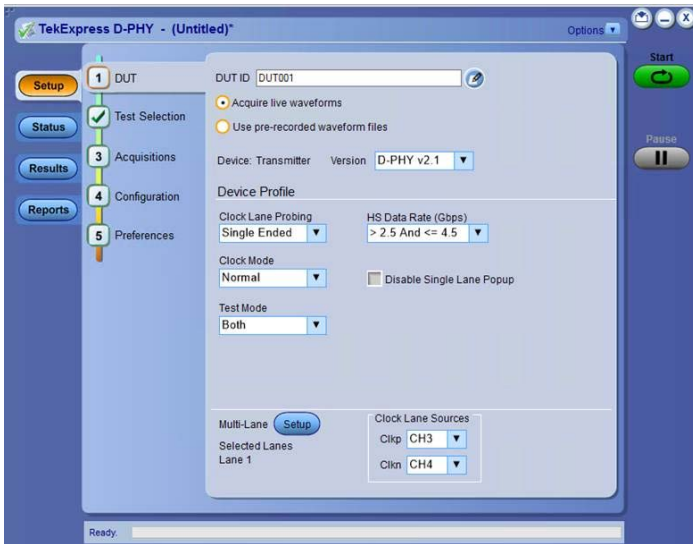 TekExpress D-PHY - (Untitled)*
Options
Start
Pause
Setup
Status
Results
Reports
1 DUT
Test Selection
3 Acquisitions
4 Configuration
5 Preferences
DUT ID DUT001
Acquire live waveforms
Use pre-recorded waveform files
Device: Transmitter Version D-PHY v2.1
Device Profile
Clock Lane Probing HS Data Rate (Gbps)
Single Ended > 2.5 And <= 4.5
Clock Mode
Normal Disable Single Lane Popup
Test Mode
Both
Multi-Lane Setup Clock Lane Sources
Selected Lanes Clkp CH3
Lane 1 Clkn CH4
Ready.